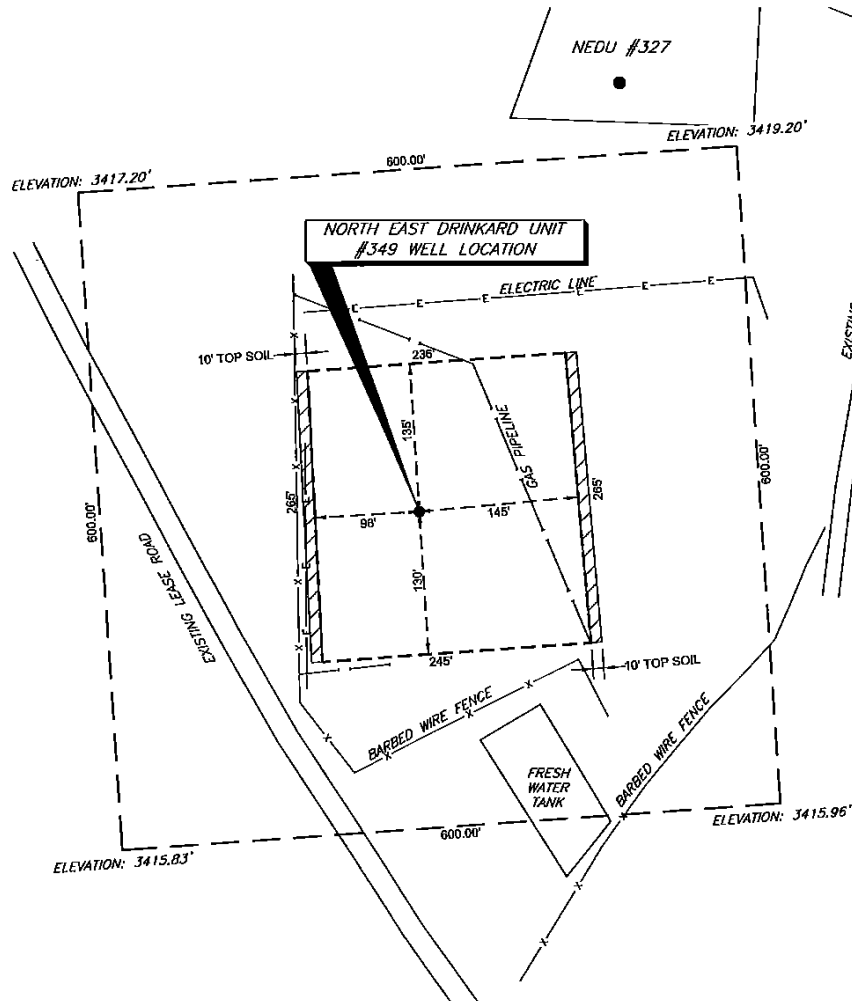 NEDU #327
ELEVATION: 3419.20'
600.00'
ELEVATION: 3417.20'
NORTH EAST DRINKARD UNIT
#349 WELL LOCATION
ELECTRIC LINE
E
E
E
E
E
E
10' TOP SOIL
236'
135'
GAS PIPELINE
265'
98'
145'
265'
600.00'
600.00'
130'
EXISTING LEASE ROAD
245'
10' TOP SOIL
BARBED WIRE FENCE
FRESH
WATER
TANK
BARBED WIRE FENCE
600.00'
ELEVATION: 3415.96'
ELEVATION: 3415.83'